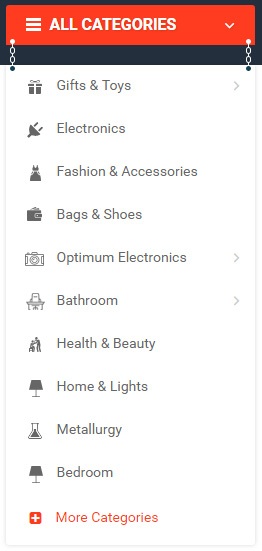 ALL CATEGORIES
Gifts & Toys
Electronics
Fashion & Accessories
Bags & Shoes
Optimum Electronics
Bathroom
Health & Beauty
Home & Lights
Metallurgy
Bedroom
More Categories